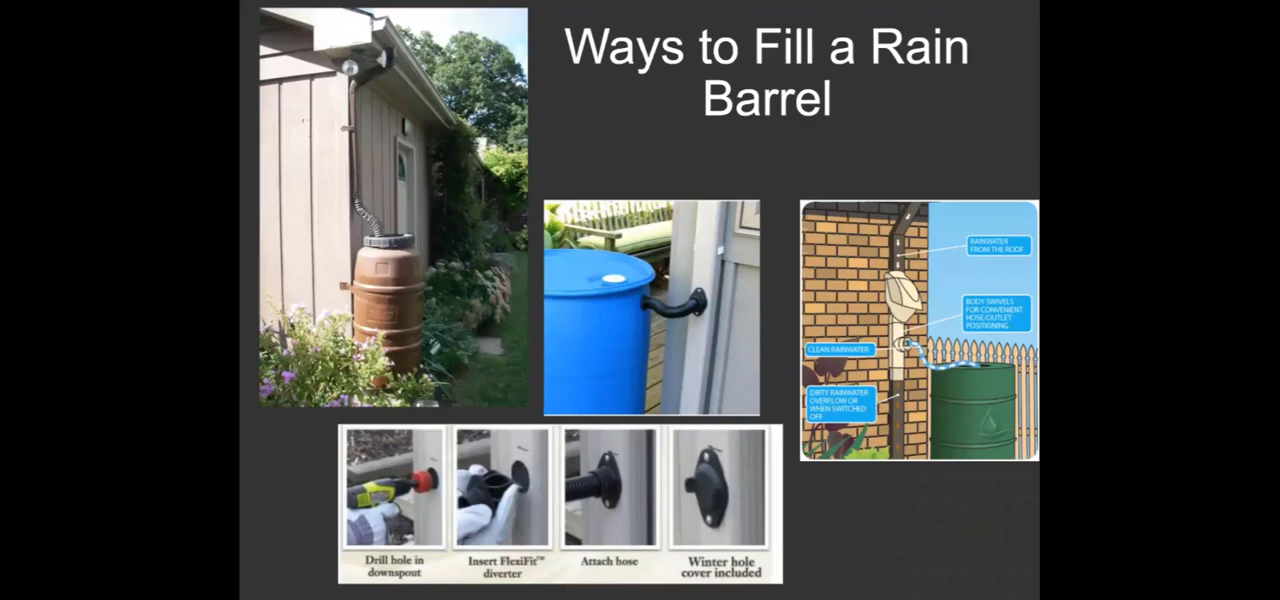 Ways to Fill a Rain
Barrel
RAINWATER
FROM THE ROOF
BODY SWIVELS
FOR CONVENIENT
HOSE/OUTLET
POSITIONING
CLEAN RAINWATER
DIRTY RAINWATER
OVERFLOW OR
WHEN SWITCHED
OFF
Drill hole in
downspout
Insert FlexiFit™
diverter
Attach hose
Winter hole
cover included